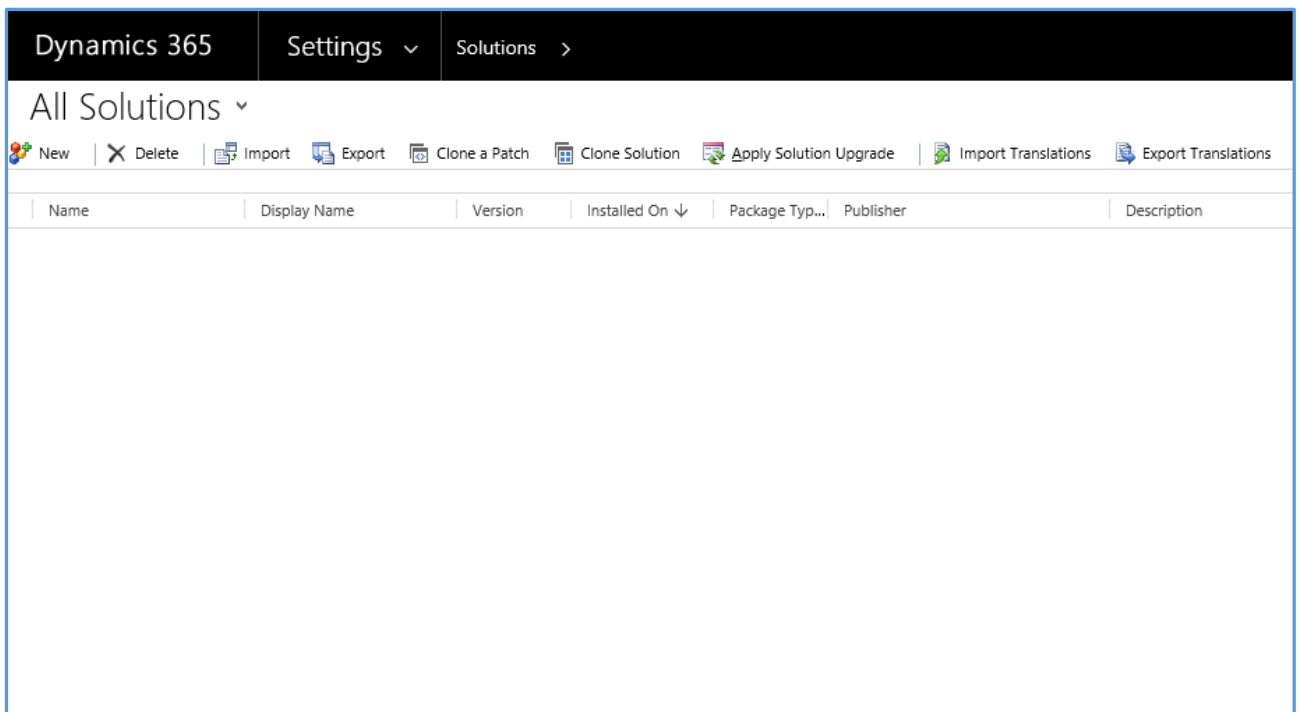 Dynamics 365 Settings Solutions
All Solutions
New Delete Import Export Clone a Patch Clone Solution Apply Solution Upgrade Import Translations Export Translations
Name Display Name Version Installed On Package Typ... Publisher Description